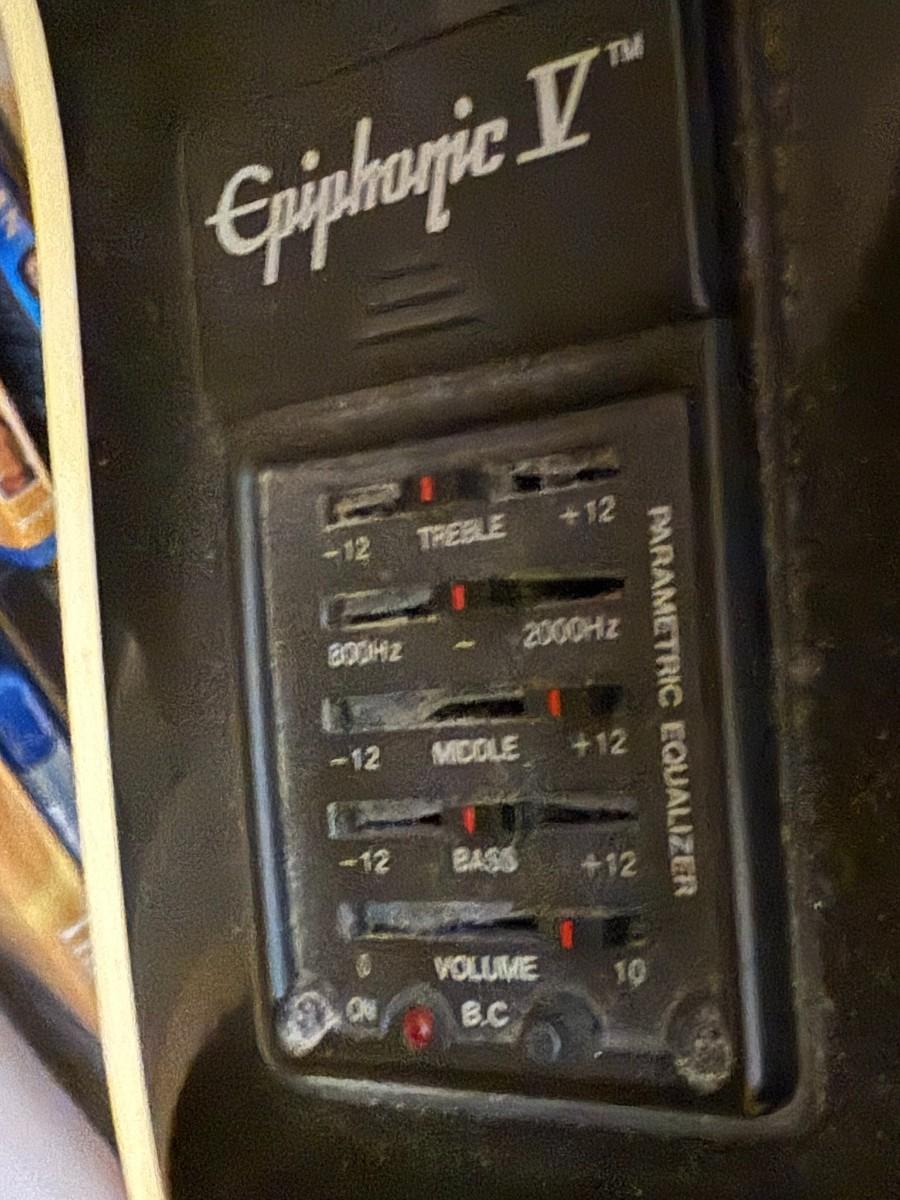 Epiphonic V™
-12 TREBLE +12
800Hz ~ 2000Hz
-12 MIDDLE +12
-12 BASS +12
0 VOLUME 10
ON B.C
PARAMETRIC EQUALIZER